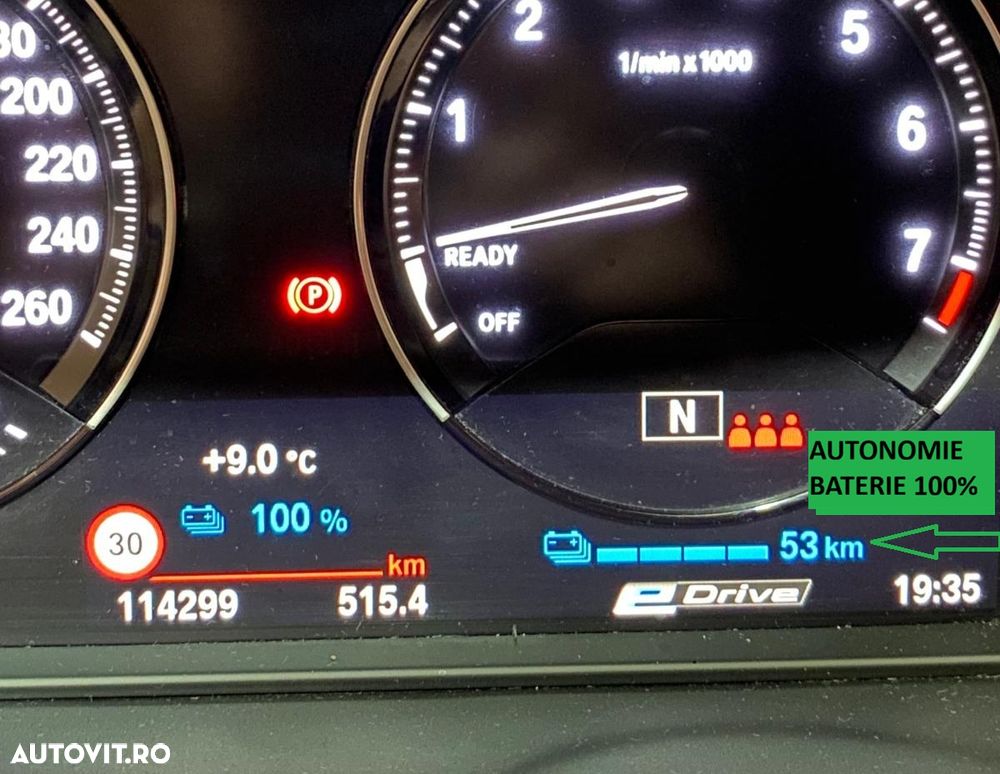 80
200
220
240
260
2
1/min x 1000
5
1
6
READY
7
OFF
P
N
AUTONOMIE
BATERIE 100%
+9.0 °C
30
100 %
53 km
km
114299
515.4
eDrive
19:35
AUTOVIT.RO